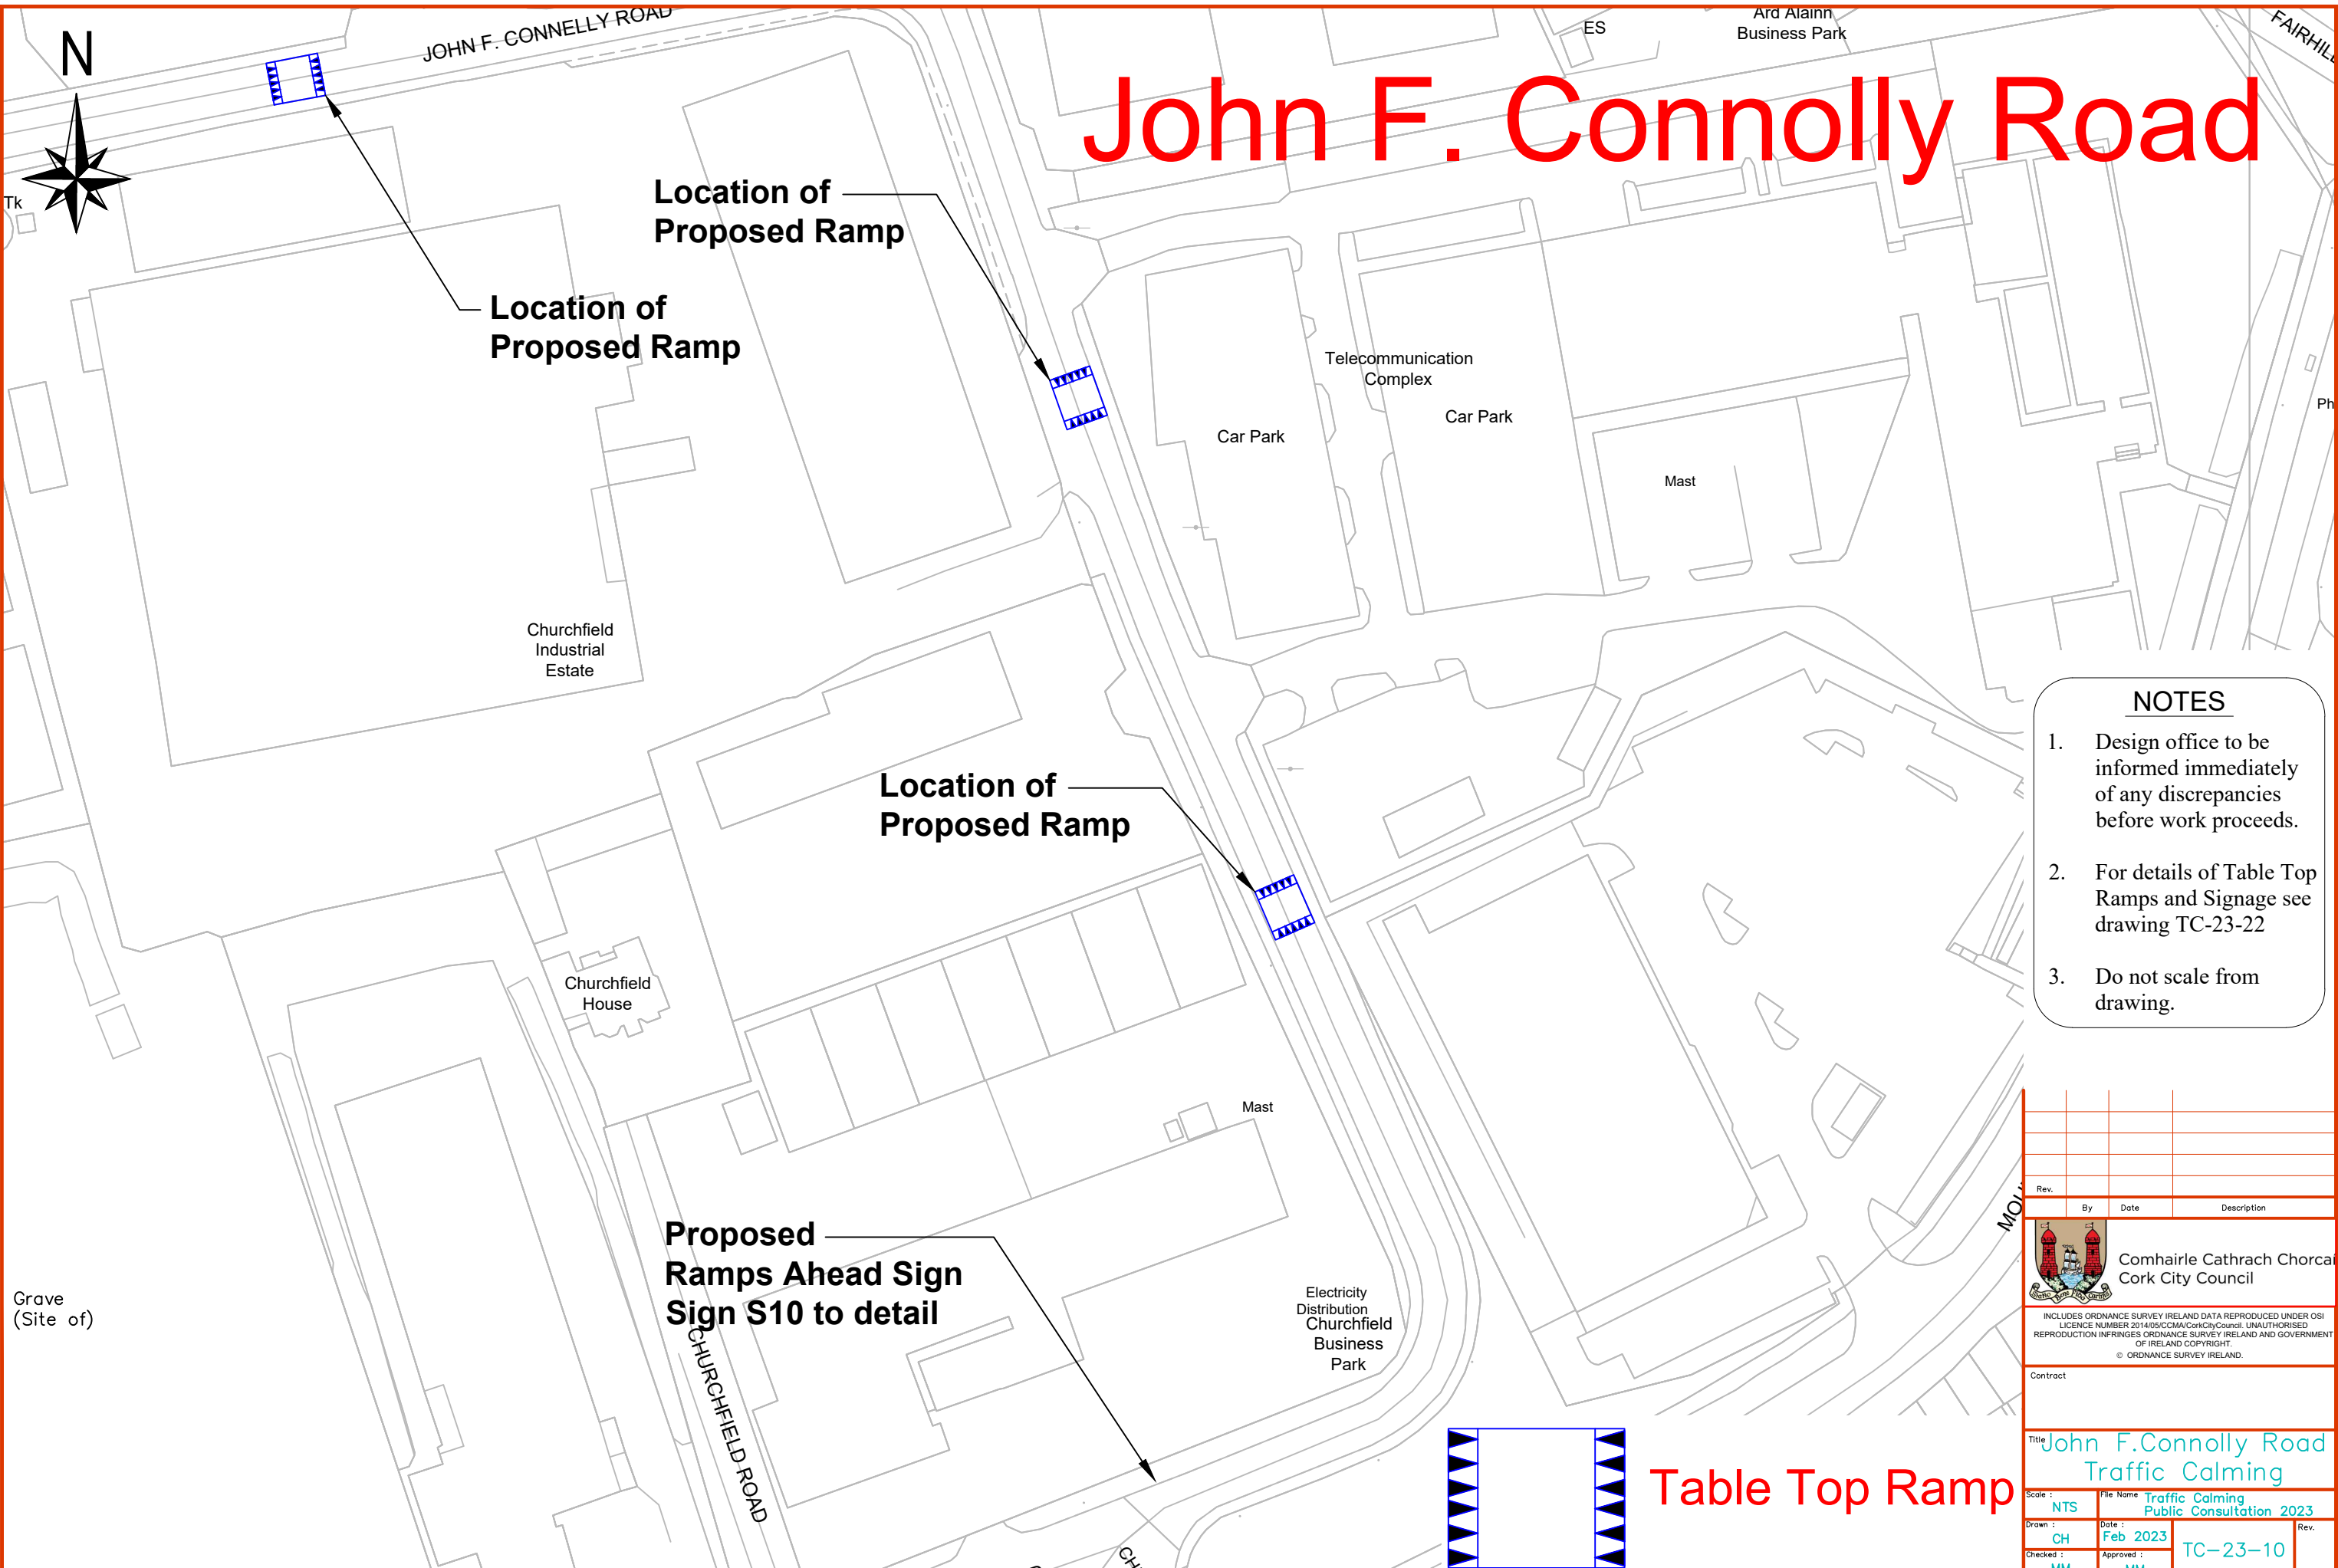 N
JOHN F. CONNELLY ROAD
ES
Ard Alainn
Business Park
John F. Connolly Road
Tk
Location of
Proposed Ramp
Location of
Proposed Ramp
Telecommunication
Complex
Car Park
Car Park
Mast
Ph
Churchfield
Industrial
Estate
NOTES
1. Design office to be
informed immediately
of any discrepancies
before work proceeds.
2. For details of Table Top
Ramps and Signage see
drawing TC-23-22
3. Do not scale from
drawing.
Location of
Proposed Ramp
Churchfield
House
Mast
Proposed
Ramps Ahead Sign
Sign S10 to detail
Grave
(Site of)
CHURCHFIELD ROAD
Electricity
Distribution
Churchfield
Business
Park
Table Top Ramp
Rev.
By Date Description
Comhairle Cathrach Chorcaí
Cork City Council
INCLUDES ORDNANCE SURVEY IRELAND DATA REPRODUCED UNDER OSI
LICENCE NUMBER 2014/05/CCMA/CorkCityCouncil. UNAUTHORISED
REPRODUCTION INFRINGES ORDNANCE SURVEY IRELAND AND GOVERNMENT
OF IRELAND COPYRIGHT.
© ORDNANCE SURVEY IRELAND.
Contract
Title John F.Connolly Road
Traffic Calming
Scale : NTS
File Name Traffic Calming
Public Consultation 2023
Drawn : CH
Date : Feb 2023
TC-23-10
Rev.
Checked : MM
Approved : MM